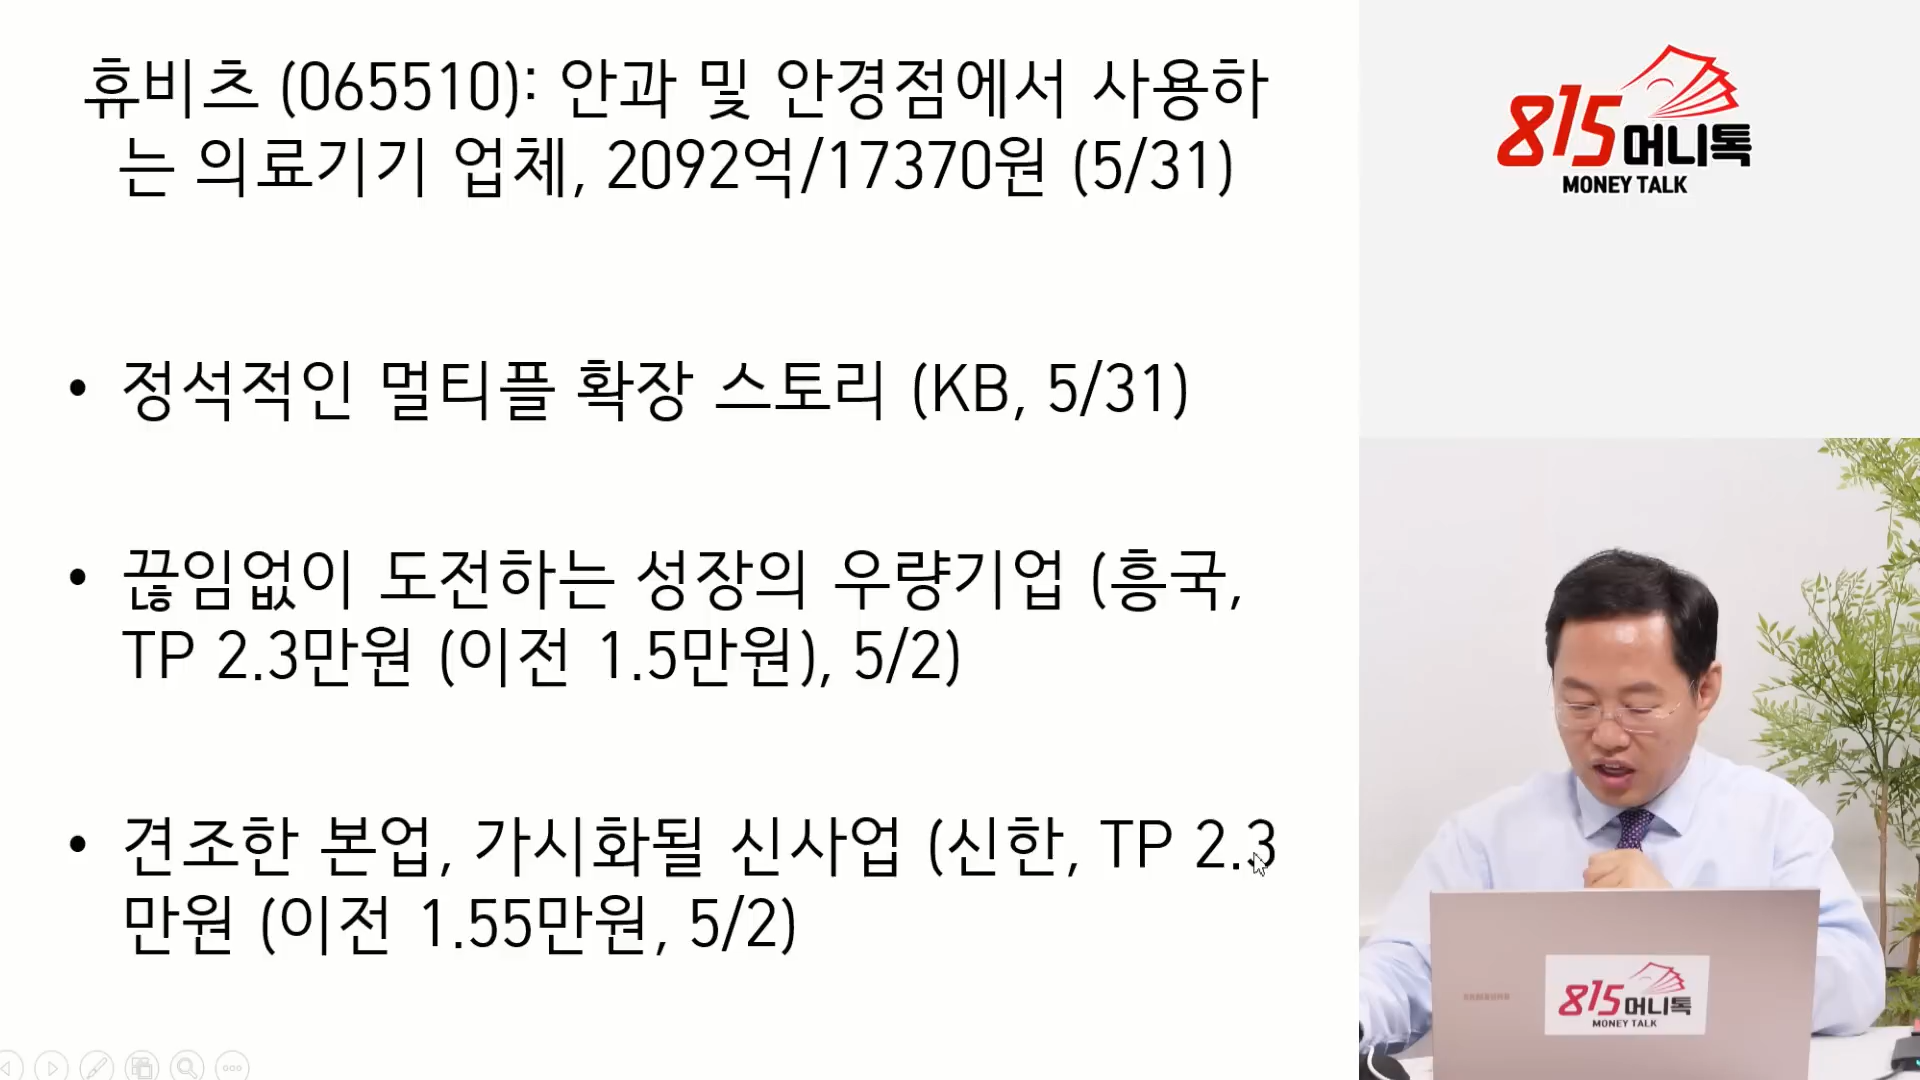 휴비츠 (065510): 안과 및 안경점에서 사용하
는 의료기기 업체, 2092억/17370원 (5/31)
• 정석적인 멀티플 확장 스토리 (KB, 5/31)
• 끊임없이 도전하는 성장의 우량기업 (흥국,
TP 2.3만원 (이전 1.5만원), 5/2)
• 견조한 본업, 가시화될 신사업 (신한, TP 2.3
만원 (이전 1.55만원, 5/2)
815머니톡
MONEY TALK
SAMSUNG
815머니톡
MONEY TALK